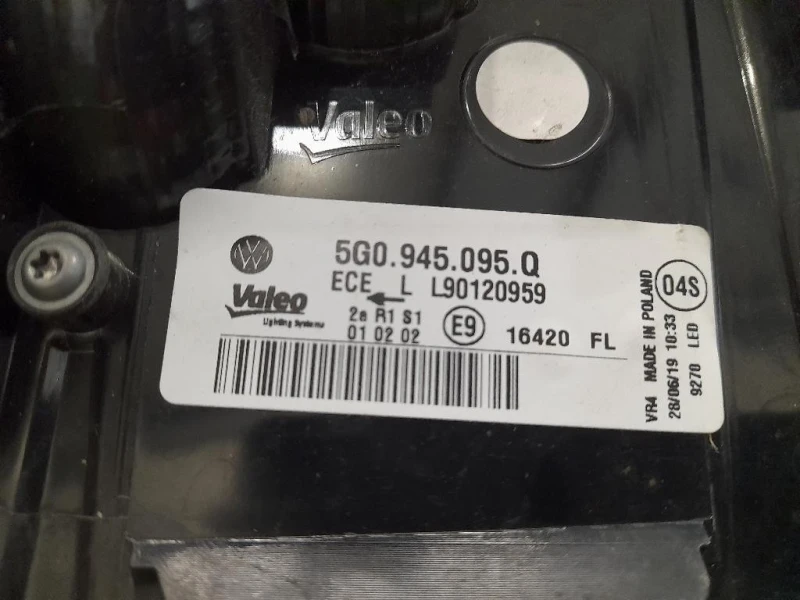 Valeo
5G0.945.095.Q
ECE L L90120959
Valeo
Lighting Systems
2a R1 S1
01 02 02
E9
16420 FL
VR4 MADE IN POLAND
28/06/19 10:33
04S
9270 LED